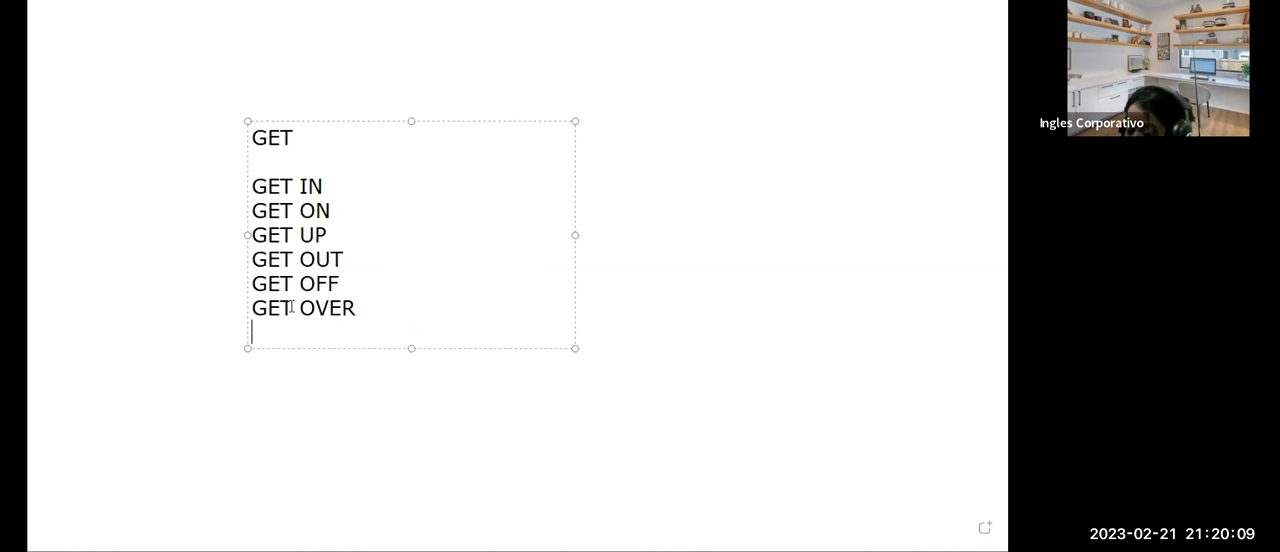 GET
GET IN
GET ON
GET UP
GET OUT
GET OFF
GET OVER
Ingles Corporativo
2023-02-21 21:20:09